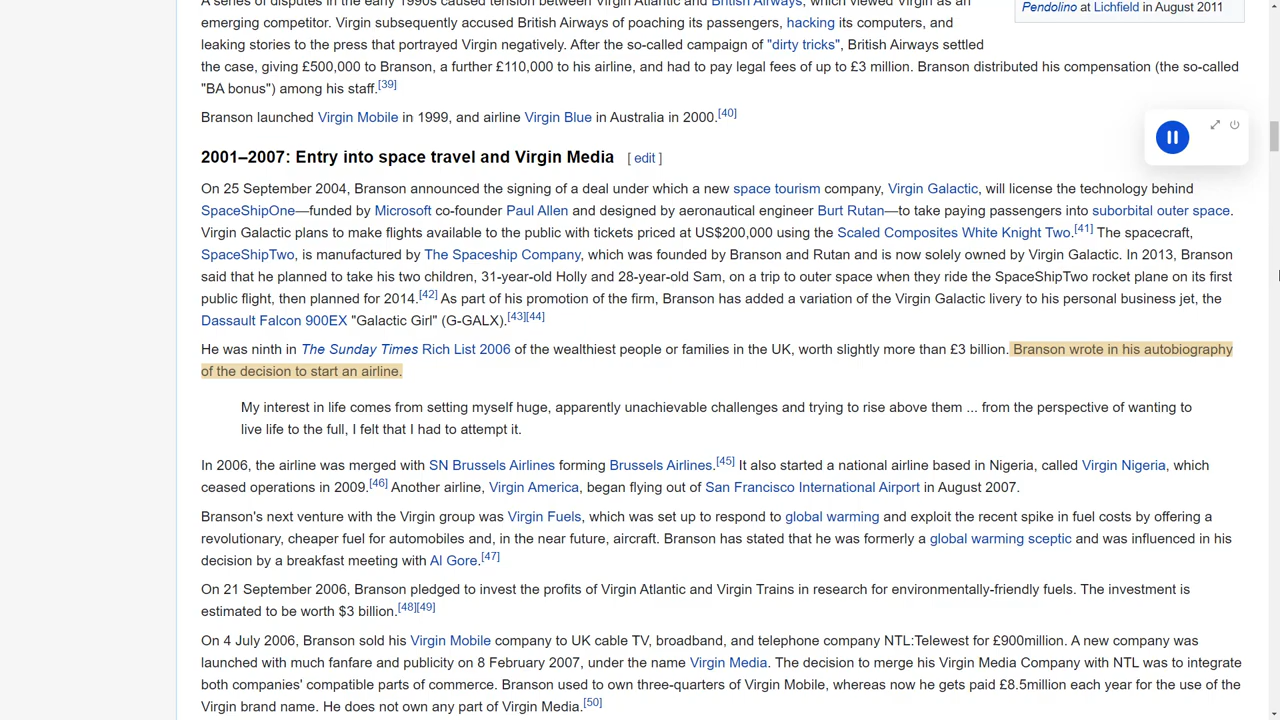 A series of disputes in the early 1990s caused tension between Virgin Atlantic and British Airways, which viewed Virgin as an
emerging competitor. Virgin subsequently accused British Airways of poaching its passengers, hacking its computers, and
leaking stories to the press that portrayed Virgin negatively. After the so-called campaign of "dirty tricks", British Airways settled
the case, giving £500,000 to Branson, a further £110,000 to his airline, and had to pay legal fees of up to £3 million. Branson distributed his compensation (the so-called
"BA bonus") among his staff.[39]
Pendolino at Lichfield in August 2011
Branson launched Virgin Mobile in 1999, and airline Virgin Blue in Australia in 2000.[40]
2001–2007: Entry into space travel and Virgin Media [ edit ]
On 25 September 2004, Branson announced the signing of a deal under which a new space tourism company, Virgin Galactic, will license the technology behind
SpaceShipOne—funded by Microsoft co-founder Paul Allen and designed by aeronautical engineer Burt Rutan—to take paying passengers into suborbital outer space.
Virgin Galactic plans to make flights available to the public with tickets priced at US$200,000 using the Scaled Composites White Knight Two.[41] The spacecraft,
SpaceShipTwo, is manufactured by The Spaceship Company, which was founded by Branson and Rutan and is now solely owned by Virgin Galactic. In 2013, Branson
said that he planned to take his two children, 31-year-old Holly and 28-year-old Sam, on a trip to outer space when they ride the SpaceShipTwo rocket plane on its first
public flight, then planned for 2014.[42] As part of his promotion of the firm, Branson has added a variation of the Virgin Galactic livery to his personal business jet, the
Dassault Falcon 900EX "Galactic Girl" (G-GALX).[43][44]
He was ninth in The Sunday Times Rich List 2006 of the wealthiest people or families in the UK, worth slightly more than £3 billion. Branson wrote in his autobiography
of the decision to start an airline.
My interest in life comes from setting myself huge, apparently unachievable challenges and trying to rise above them ... from the perspective of wanting to
live life to the full, I felt that I had to attempt it.
In 2006, the airline was merged with SN Brussels Airlines forming Brussels Airlines.[45] It also started a national airline based in Nigeria, called Virgin Nigeria, which
ceased operations in 2009.[46] Another airline, Virgin America, began flying out of San Francisco International Airport in August 2007.
Branson's next venture with the Virgin group was Virgin Fuels, which was set up to respond to global warming and exploit the recent spike in fuel costs by offering a
revolutionary, cheaper fuel for automobiles and, in the near future, aircraft. Branson has stated that he was formerly a global warming sceptic and was influenced in his
decision by a breakfast meeting with Al Gore.[47]
On 21 September 2006, Branson pledged to invest the profits of Virgin Atlantic and Virgin Trains in research for environmentally-friendly fuels. The investment is
estimated to be worth $3 billion.[48][49]
On 4 July 2006, Branson sold his Virgin Mobile company to UK cable TV, broadband, and telephone company NTL:Telewest for £900million. A new company was
launched with much fanfare and publicity on 8 February 2007, under the name Virgin Media. The decision to merge his Virgin Media Company with NTL was to integrate
both companies' compatible parts of commerce. Branson used to own three-quarters of Virgin Mobile, whereas now he gets paid £8.5million each year for the use of the
Virgin brand name. He does not own any part of Virgin Media.[50]